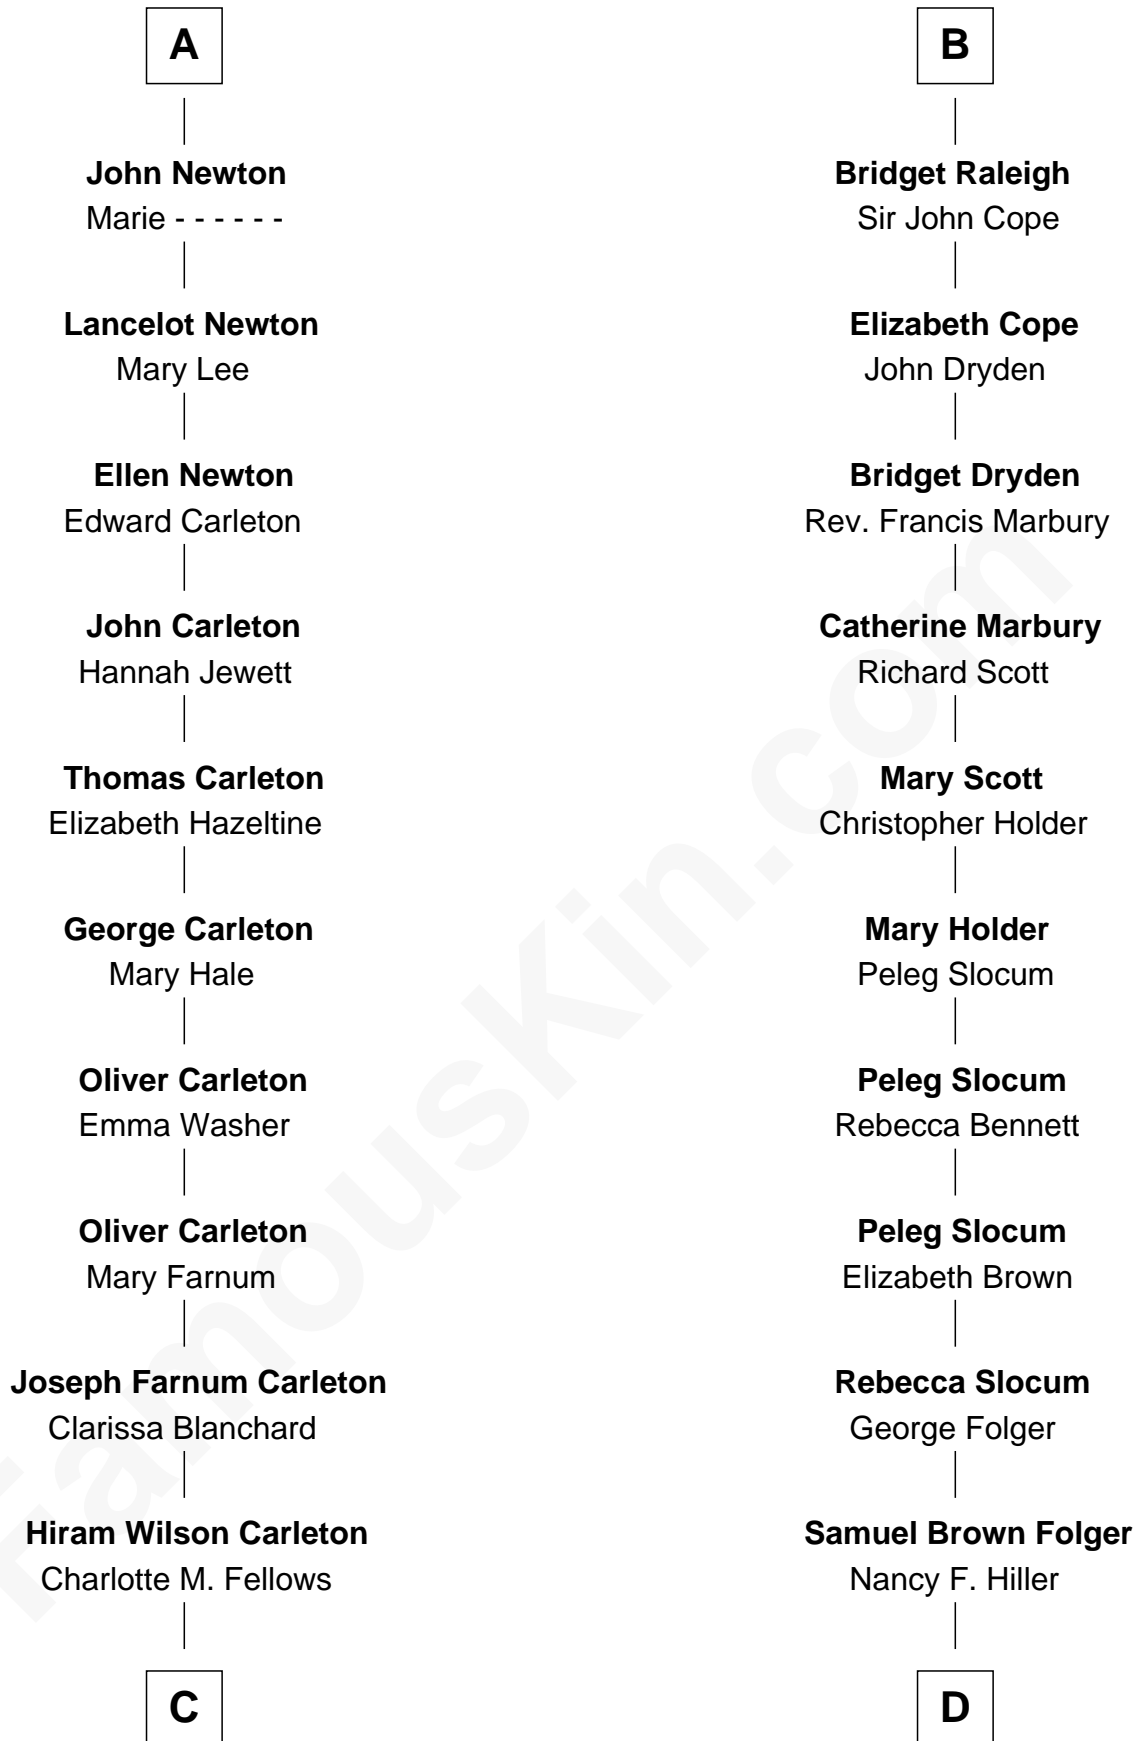 A
John Newton
Marie - - - - - -
Lancelot Newton
Mary Lee
Ellen Newton
Edward Carleton
John Carleton
Hannah Jewett
Thomas Carleton
Elizabeth Hazeltine
George Carleton
Mary Hale
Oliver Carleton
Emma Washer
Oliver Carleton
Mary Farnum
Joseph Farnum Carleton
Clarissa Blanchard
Hiram Wilson Carleton
Charlotte M. Fellows
C
B
Bridget Raleigh
Sir John Cope
Elizabeth Cope
John Dryden
Bridget Dryden
Rev. Francis Marbury
Catherine Marbury
Richard Scott
Mary Scott
Christopher Holder
Mary Holder
Peleg Slocum
Peleg Slocum
Rebecca Bennett
Peleg Slocum
Elizabeth Brown
Rebecca Slocum
George Folger
Samuel Brown Folger
Nancy F. Hiller
D
FamousKin.com